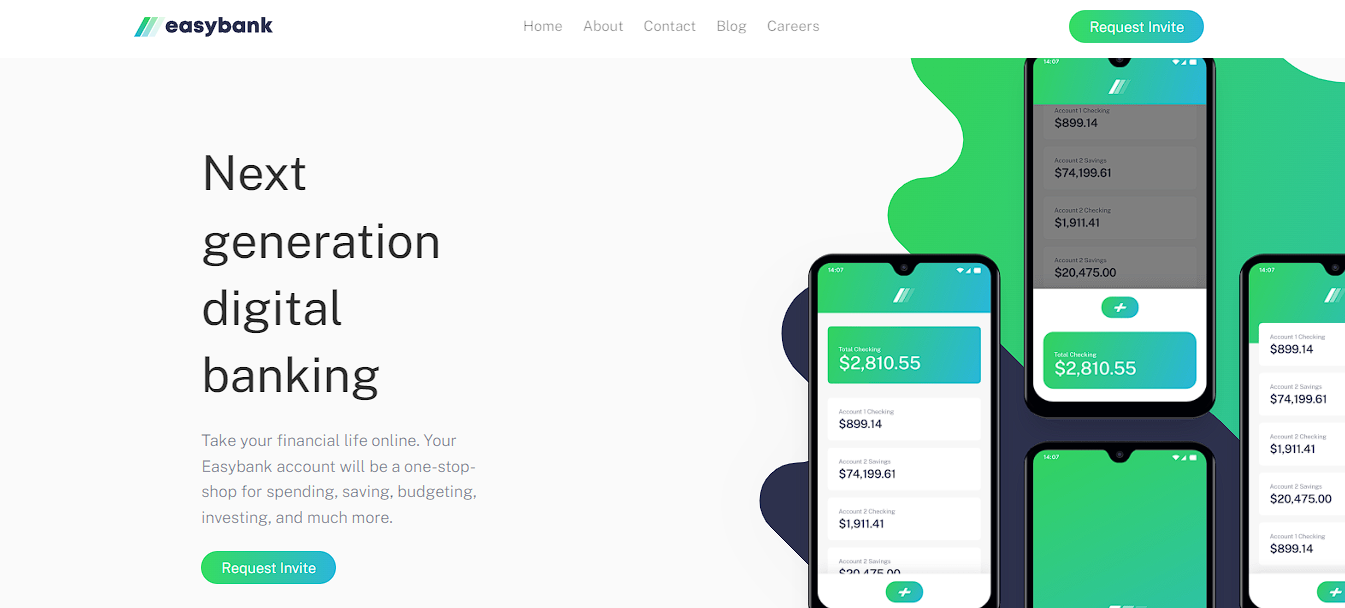 easybank
Home About Contact Blog Careers
Request Invite
Next
generation
digital
banking
Take your financial life online. Your
Easybank account will be a one-stop-
shop for spending, saving, budgeting,
investing, and much more.
Request Invite
14:07
Account 1 Checking
$899.14
Account 2 Savings
$74,199.61
Account 2 Checking
$1,911.41
Account 2 Savings
$20,475.00
Total Checking
$2,810.55
14:07
Total Checking
$2,810.55
Account 1 Checking
$899.14
Account 2 Savings
$74,199.61
Account 2 Checking
$1,911.41
Account 2 Savings
$20,475.00
14:07
14:07
Account 1 Checking
$899.14
Account 2 Savings
$74,199.61
Account 2 Checking
$1,911.41
Account 2 Savings
$20,475.00
Account 1 Checking
$899.14